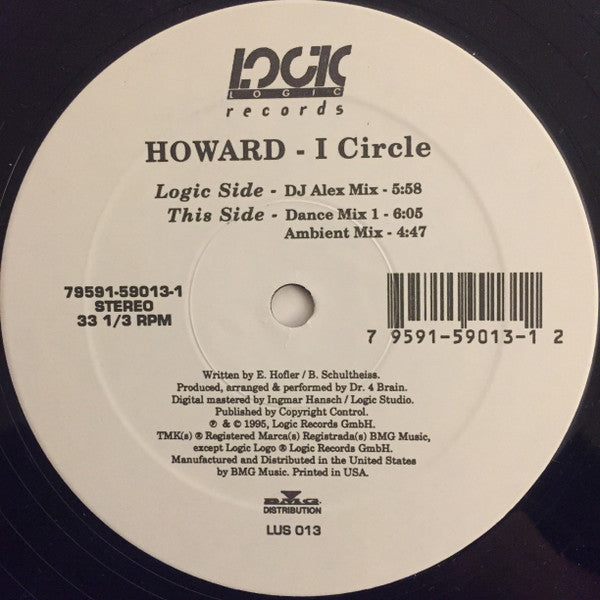 LOGIC
LOGIC
records
HOWARD - I Circle
Logic Side - DJ Alex Mix - 5:58
This Side - Dance Mix 1 - 6:05
Ambient Mix - 4:47
79591-59013-1
STEREO
33 1/3 RPM
7 9591-59013-1 2
Written by E. Hofler / B. Schultheiss.
Produced, arranged & performed by Dr. 4 Brain.
Digital mastered by Ingmar Hansch / Logic Studio.
Published by Copyright Control.
℗ & © 1995, Logic Records GmbH.
TMK(s) ® Registered Marca(s) Registrada(s) BMG Music,
except Logic Logo ® Logic Records GmbH.
Manufactured and Distributed in the United States
by BMG Music. Printed in USA.
BMG
DISTRIBUTION
LUS 013